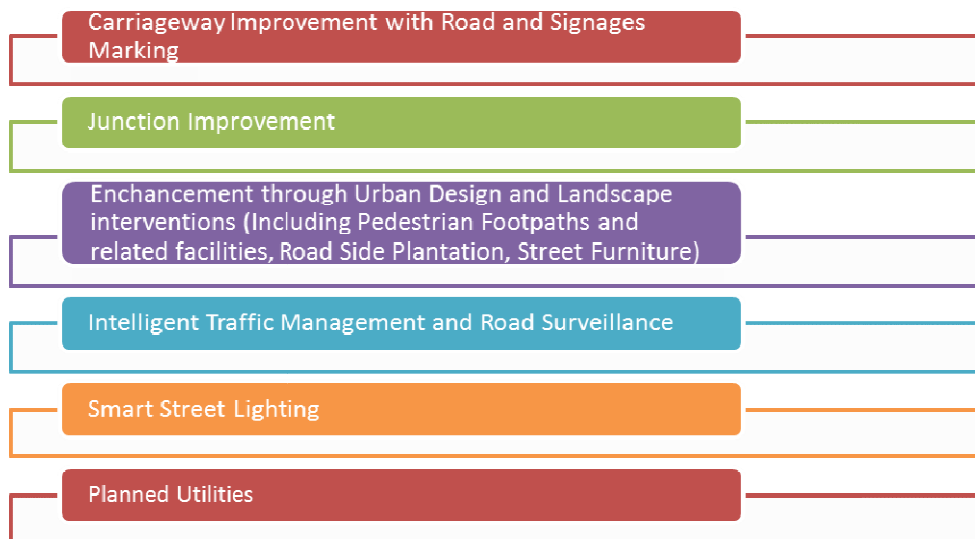 Carriageway Improvement with Road and Signages
Marking
Junction Improvement
Enchancement through Urban Design and Landscape
interventions (Including Pedestrian Footpaths and
related facilities, Road Side Plantation, Street Furniture)
Intelligent Traffic Management and Road Surveillance
Smart Street Lighting
Planned Utilities